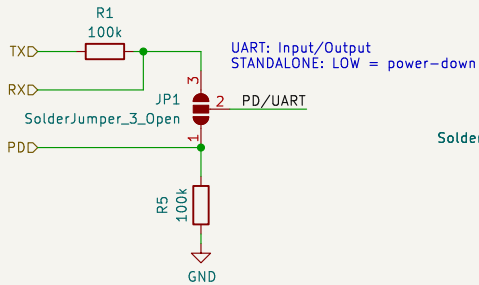 R1
100k
TX
UART: Input/Output
STANDALONE: LOW = power-down
RX
3
JP1
2
PD/UART
SolderJumper_3_Open
1
Solder
PD
R5
100k
GND